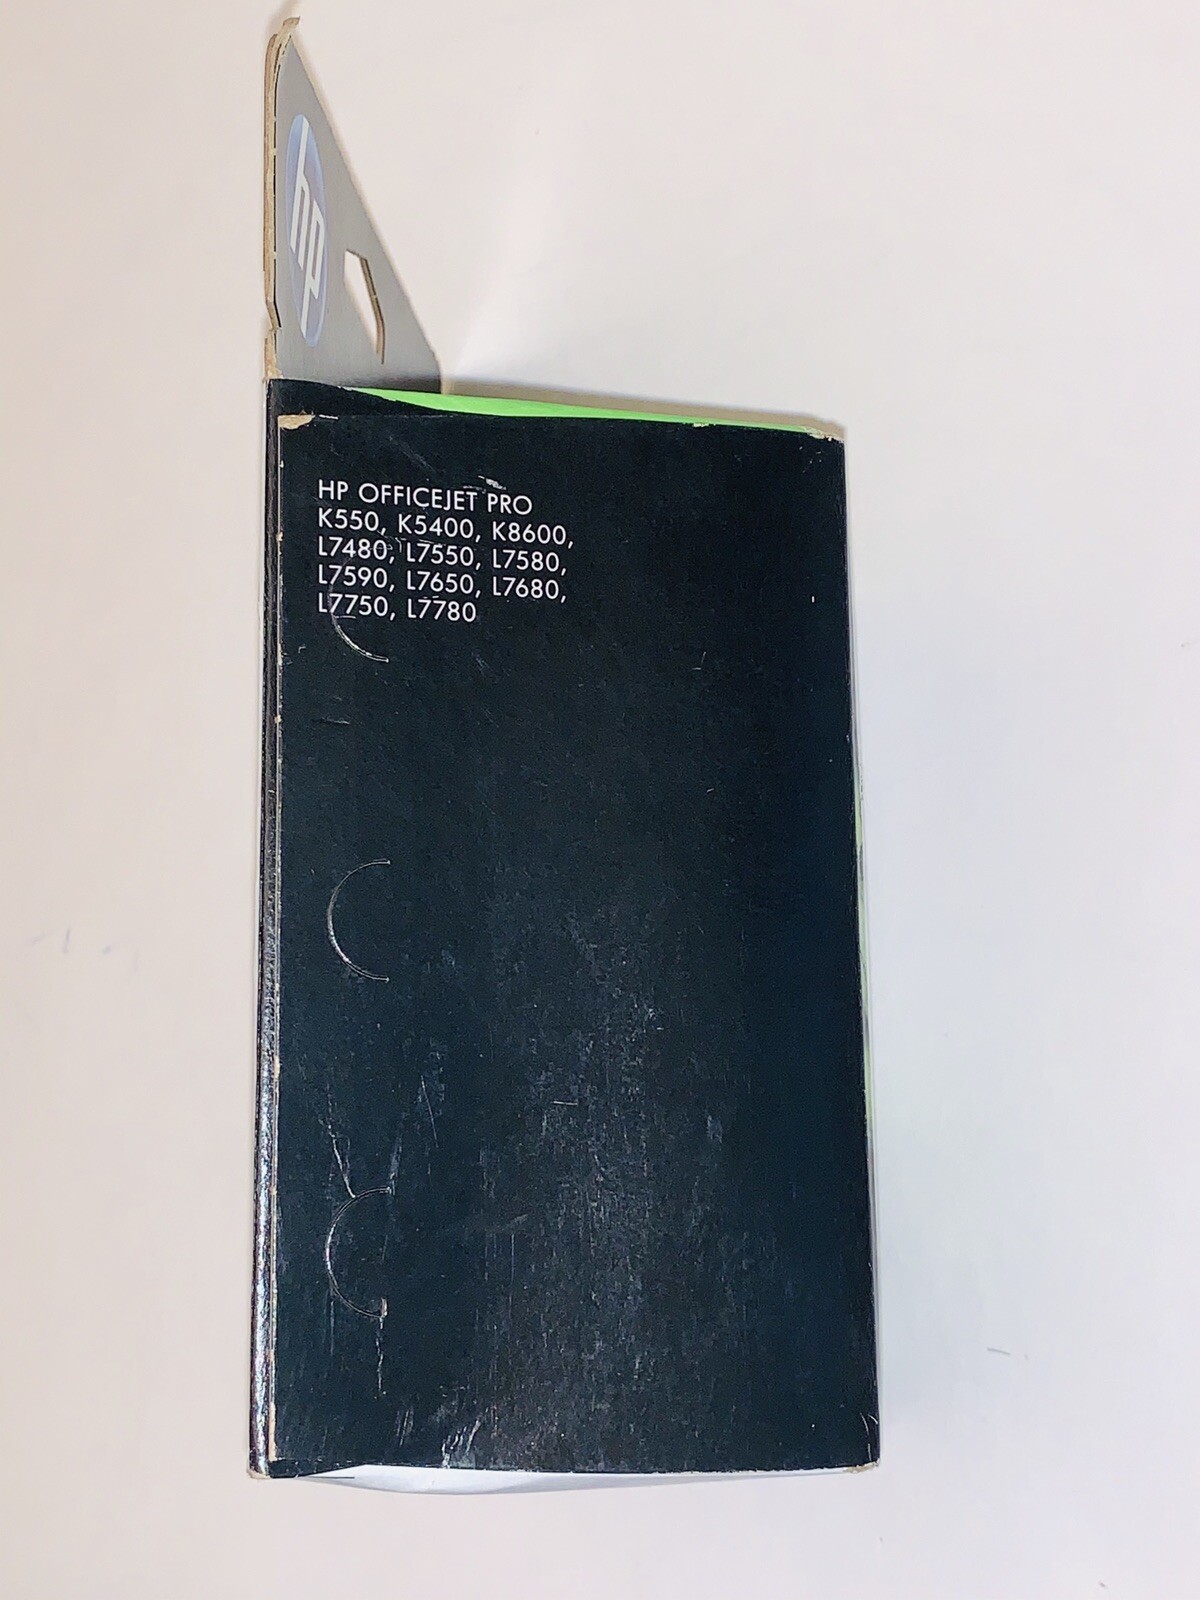 hp
HP OFFICEJET PRO
K550, K5400, K8600,
L7480, L7550, L7580,
L7590, L7650, L7680,
L7750, L7780